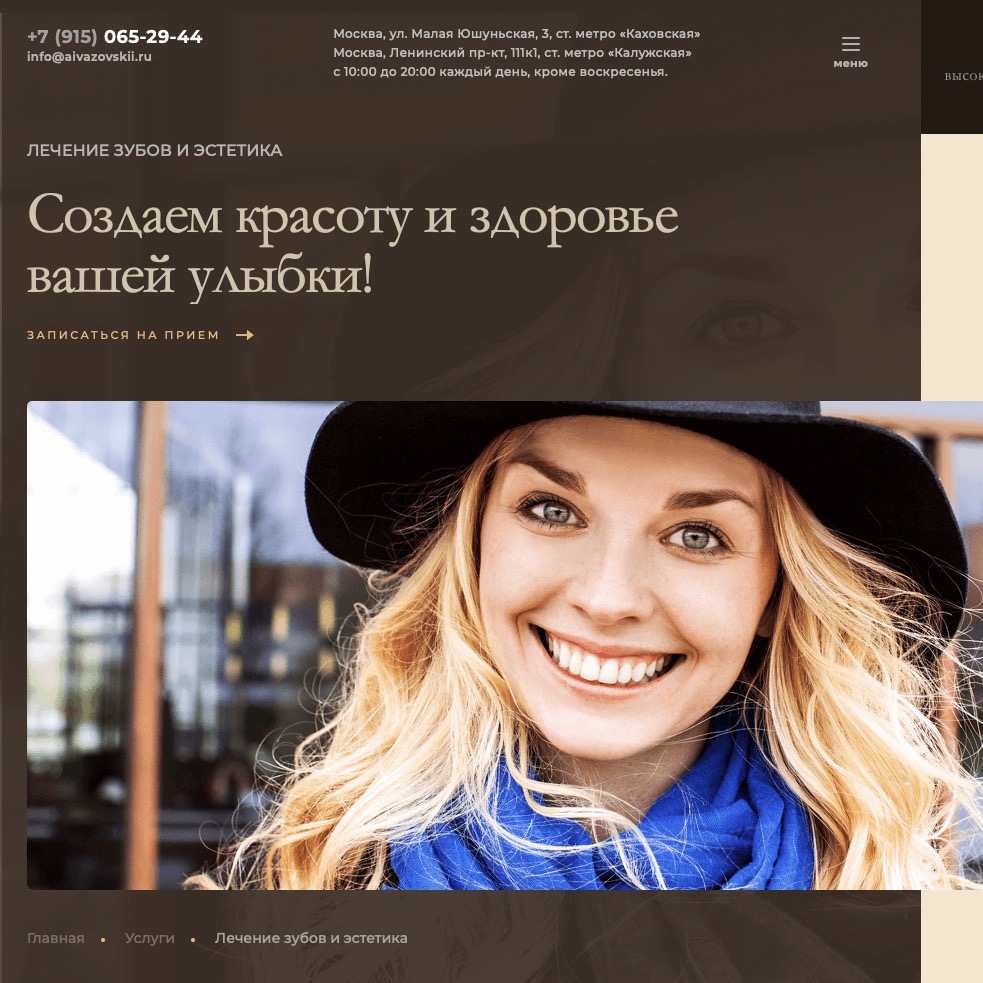 +7 (915) 065-29-44
info@aivazovskii.ru
Москва, ул. Малая Юшуньская, 3, ст. метро «Каховская»
Москва, Ленинский пр-кт, 111к1, ст. метро «Калужская»
с 10:00 до 20:00 каждый день, кроме воскресенья.
меню
ЛЕЧЕНИЕ ЗУБОВ И ЭСТЕТИКА
Создаем красоту и здоровье
вашей улыбки!
ЗАПИСАТЬСЯ НА ПРИЕМ
Главная • Услуги • Лечение зубов и эстетика